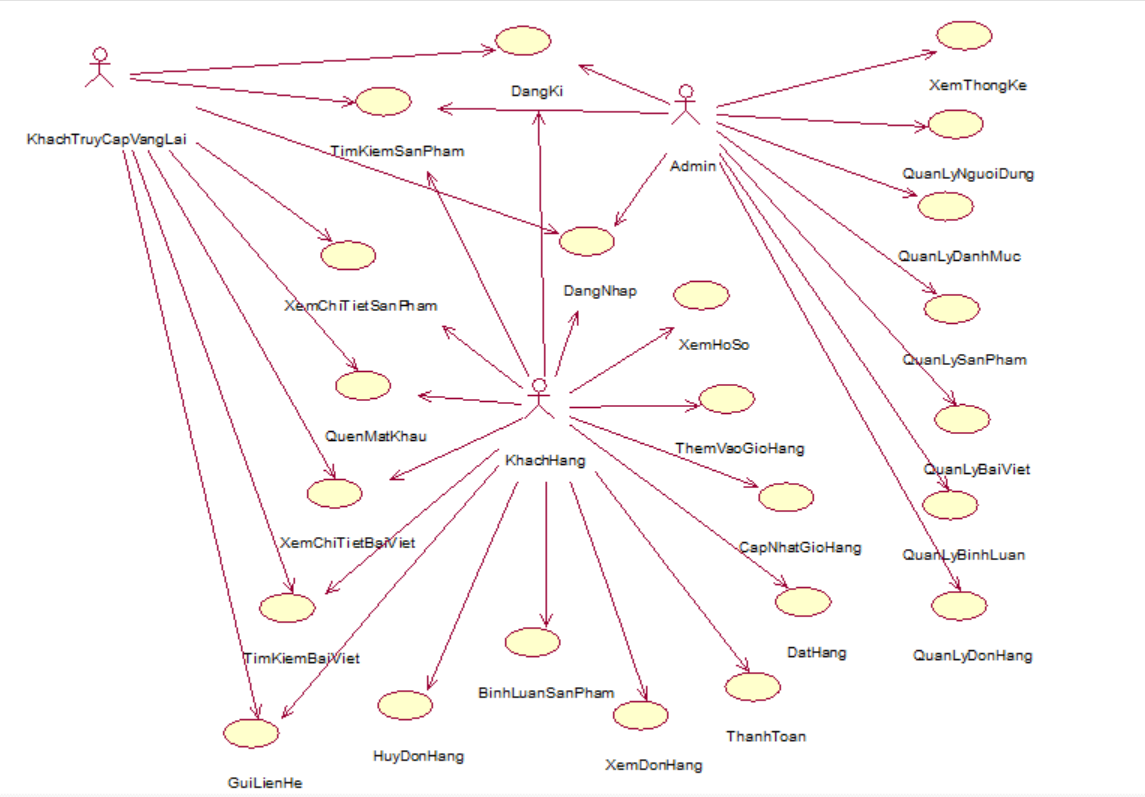 XemThongKe
DangKi
KhachTruyCapVangLai
TimKiemSanPham
Admin
QuanLyNguoiDung
QuanLyDanhMuc
DangNhap
XemChiTietSanPham
XemHoSo
QuanLySanPham
QuenMatKhau
ThemVaoGioHang
KhachHang
QuanLyBaiViet
XemChiTietBaiViet
CapNhatGioHang
QuanLyBinhLuan
TimKiemBaiViet
DatHang
QuanLyDonHang
BinhLuanSanPham
ThanhToan
HuyDonHang
XemDonHang
GuiLienHe